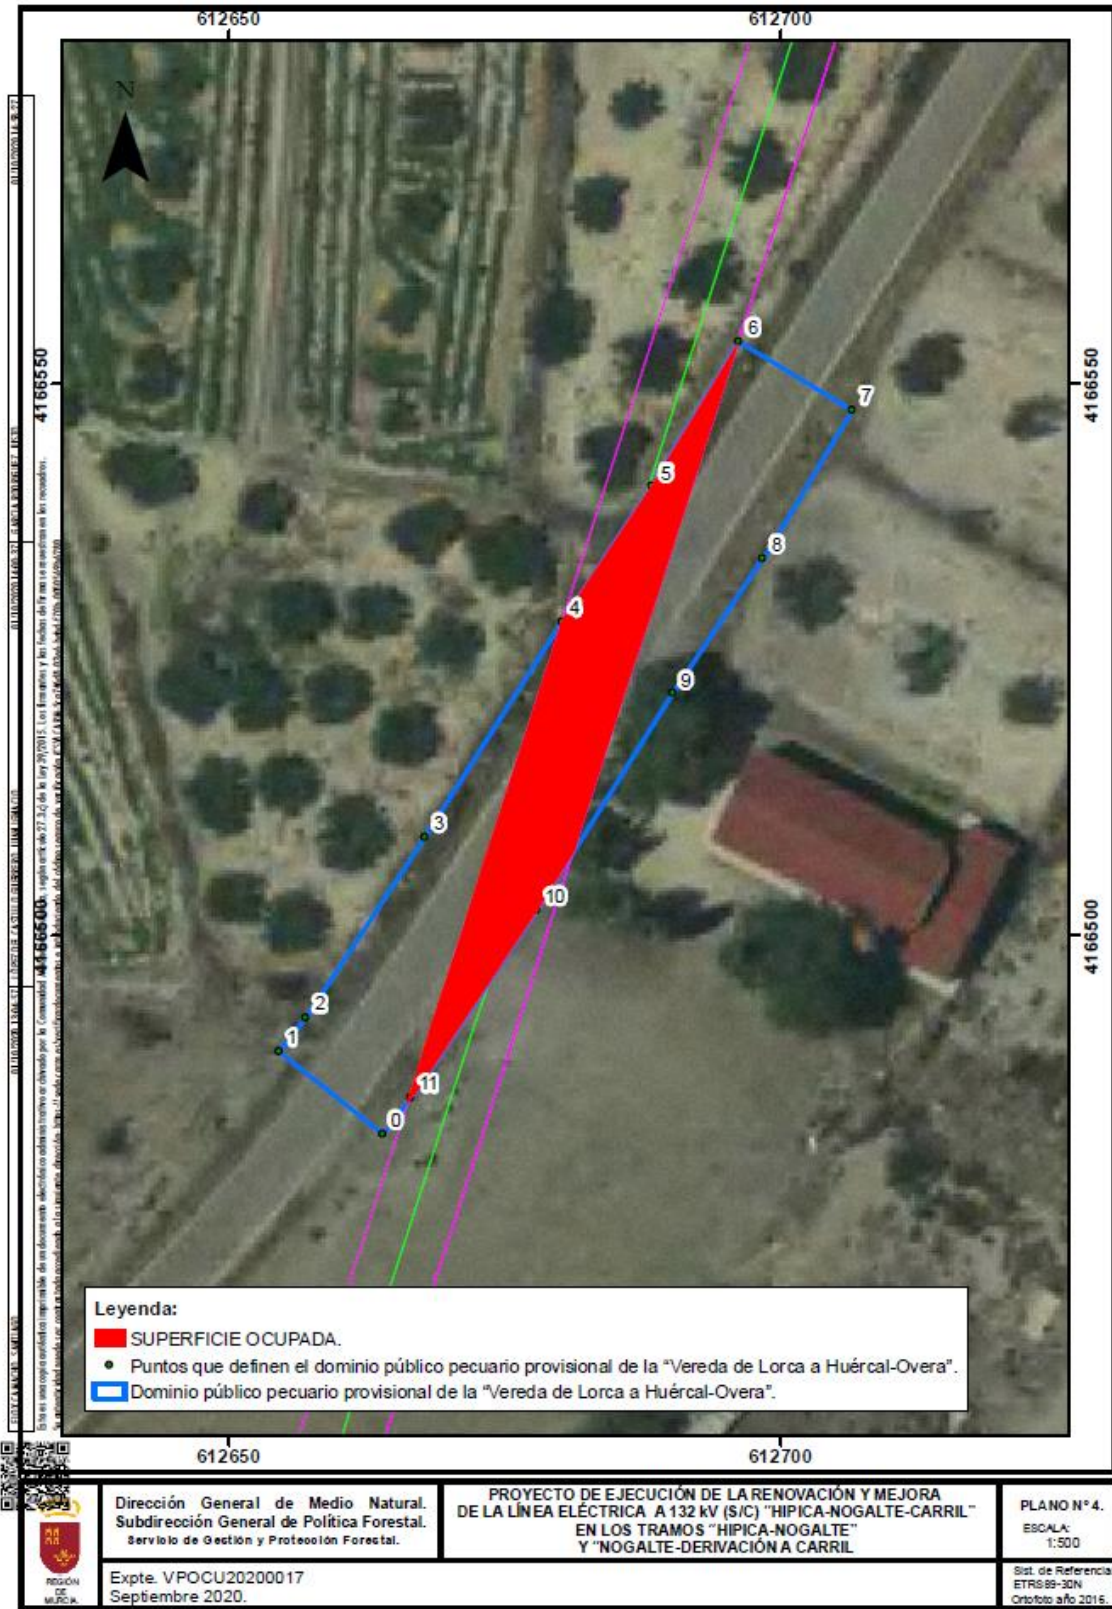 612650
612700
N
4166550
4166550
4166500
4166500
6
7
5
8
4
9
3
10
2
1
11
0
Leyenda:
SUPERFICIE OCUPADA.
Puntos que definen el dominio público pecuario provisional de la “Vereda de Lorca a Huércal-Overa”.
Dominio público pecuario provisional de la “Vereda de Lorca a Huércal-Overa”.
612650
612700
REGIÓN
DE
MURCIA
Dirección General de Medio Natural.
Subdirección General de Política Forestal.
Servicio de Gestión y Protección Forestal.
PROYECTO DE EJECUCIÓN DE LA RENOVACIÓN Y MEJORA
DE LA LÍNEA ELÉCTRICA A 132 kV (S/C) “HIPICA-NOGALTE-CARRIL”
EN LOS TRAMOS “HIPICA-NOGALTE”
Y “NOGALTE-DERIVACIÓN A CARRIL
PLANO Nº 4.
ESCALA:
1:500
Expte. VPOCU20200017
Septiembre 2020.
Sist. de Referencia
ETRS89-30N
Ortofoto año 2016.